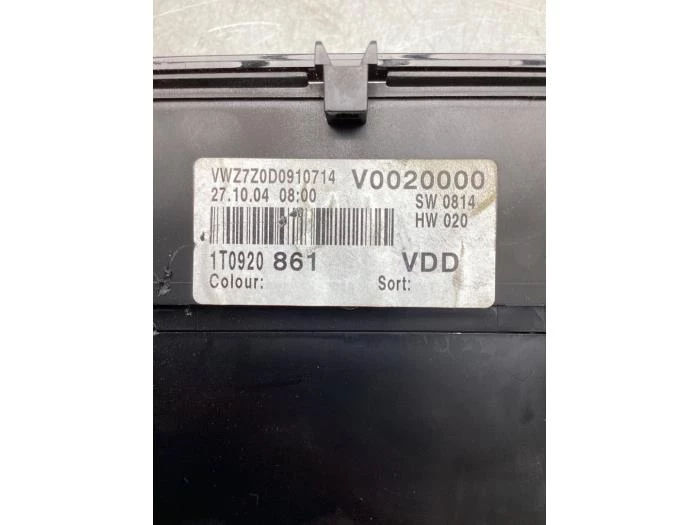 VWZ7Z0D0910714 V0020000
27.10.04 08:00 SW 0814
HW 020
1T0920 861 VDD
Colour: Sort: